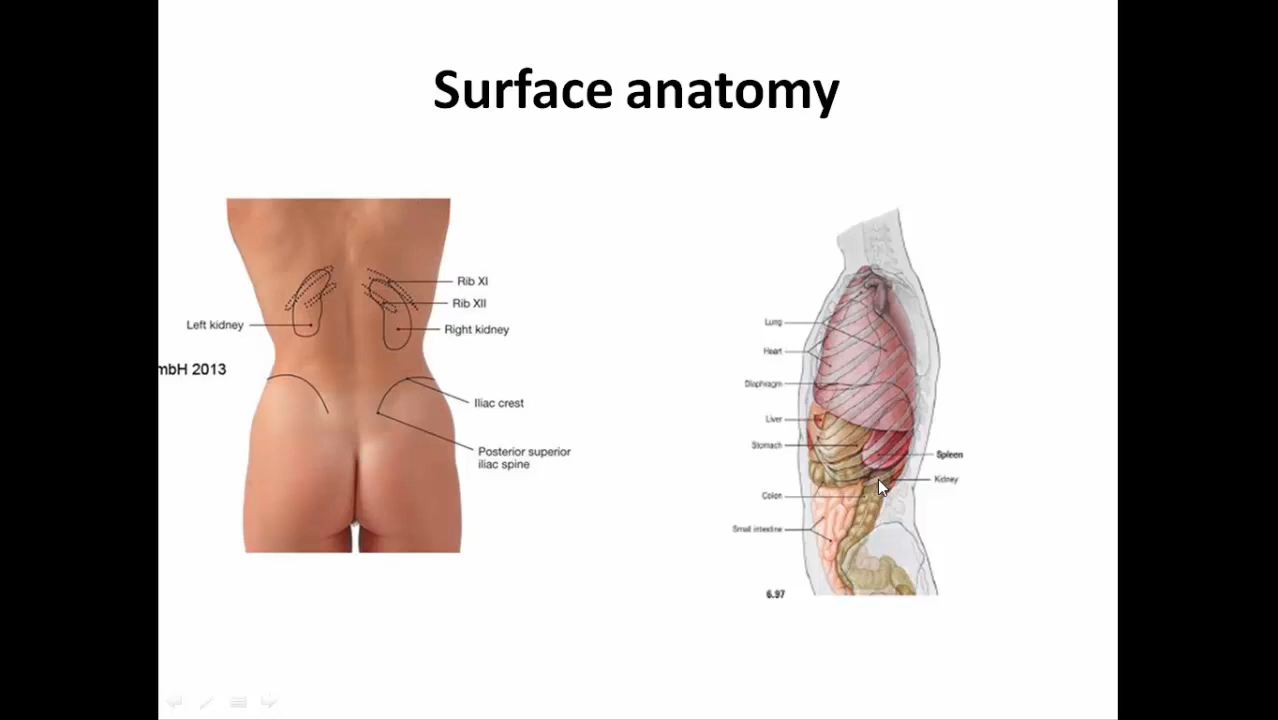 Surface anatomy
Rib XI
Rib XII
Left kidney
Right kidney
mbH 2013
Iliac crest
Posterior superior
iliac spine
Lung
Heart
Diaphragm
Liver
Stomach
Spleen
Kidney
Colon
Small intestine
6.97